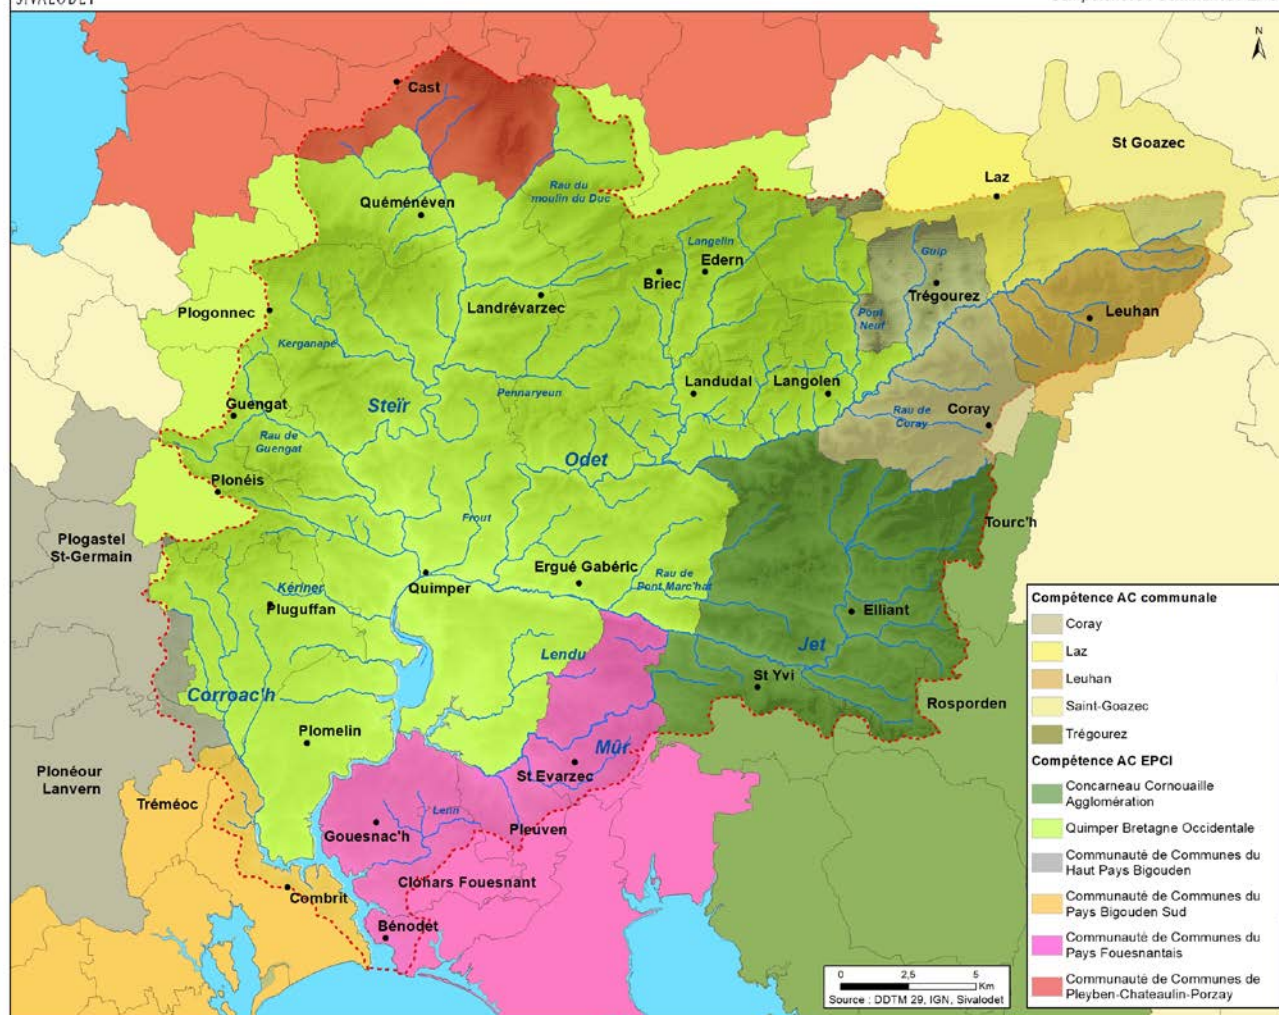 SIVALODET
N
Cast
St Goazec
Laz
Rau du
moulin du Duc
Quéménéven
Langelin
Edern
Guip
Briec
Trégourez
Landrévarzec
Plogonnec
Pont
Neuf
Leuhan
Kerganapé
Pennaryeun
Landudal
Langolen
Guengat
Steïr
Rau de
Coray
Coray
Rau de
Guengat
Odet
Plonéis
Frout
Tourc'h
Plogastel
St-Germain
Ergué Gabéric
Rau de
Pont Marc'hat
Kériner
Quimper
Pluguffan
Elliant
Lendu
Jet
St Yvi
Corroac'h
Rosporden
Plomelin
Mûr
St Evarzec
Plonéour
Lanvern
Tréméoc
Lenn
Gouesnac'h
Pleuven
Clohars Fouesnant
Combrit
Bénodet
Compétence AC communale
Coray
Laz
Leuhan
Saint-Goazec
Trégourez
Compétence AC EPCI
Concarneau Cornouaille
Agglomération
Quimper Bretagne Occidentale
Communauté de Communes du
Haut Pays Bigouden
Communauté de Communes du
Pays Bigouden Sud
Communauté de Communes du
Pays Fouesnantais
Communauté de Communes de
Pleyben-Chateaulin-Porzay
0 2,5 5
Km
Source : DDTM 29, IGN, Sivalodet